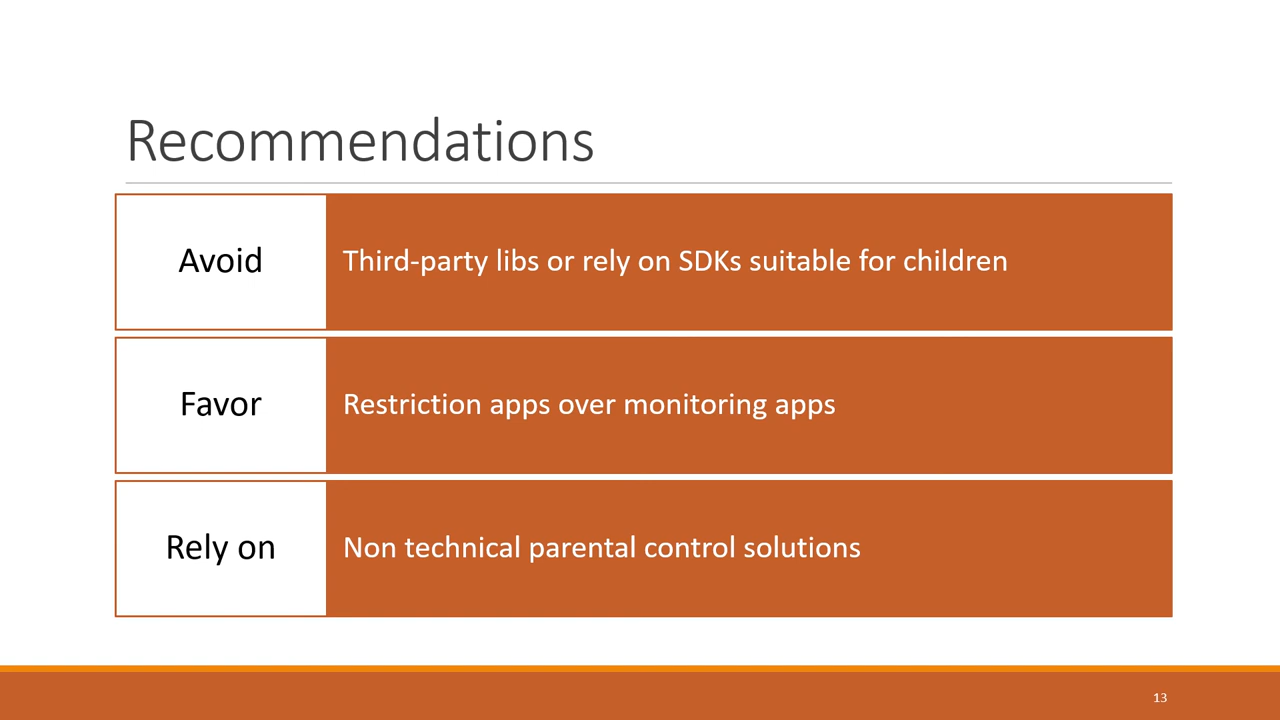 Recommendations
Avoid
Third-party libs or rely on SDKs suitable for children
Favor
Restriction apps over monitoring apps
Rely on
Non technical parental control solutions
13